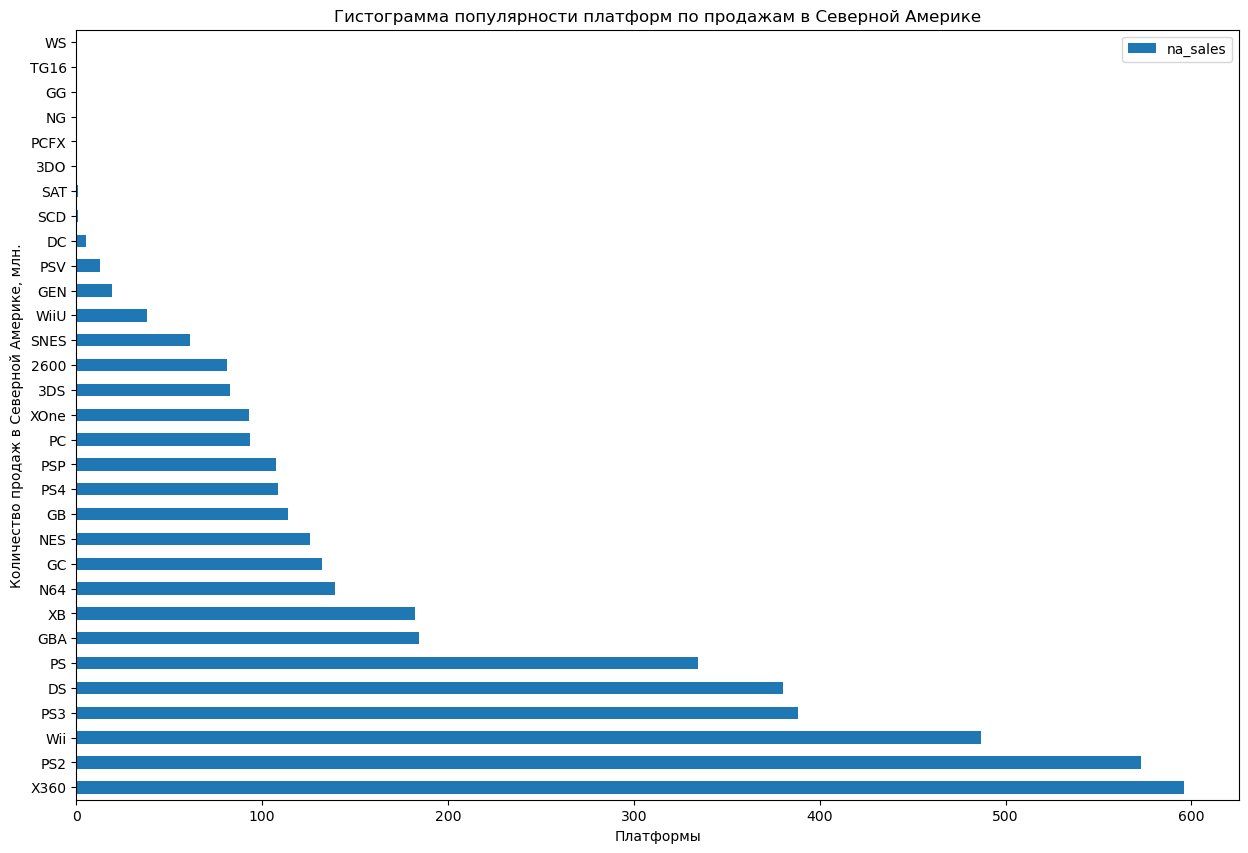 Гистограмма популярности платформ по продажам в Северной Америке
na_sales
Количество продаж в Северной Америке, млн.
WS
TG16
GG
NG
PCFX
3DO
SAT
SCD
DC
PSV
GEN
WiiU
SNES
2600
3DS
XOne
PC
PSP
PS4
GB
NES
GC
N64
XB
GBA
PS
DS
PS3
Wii
PS2
X360
0 100 200 300 400 500 600
Платформы